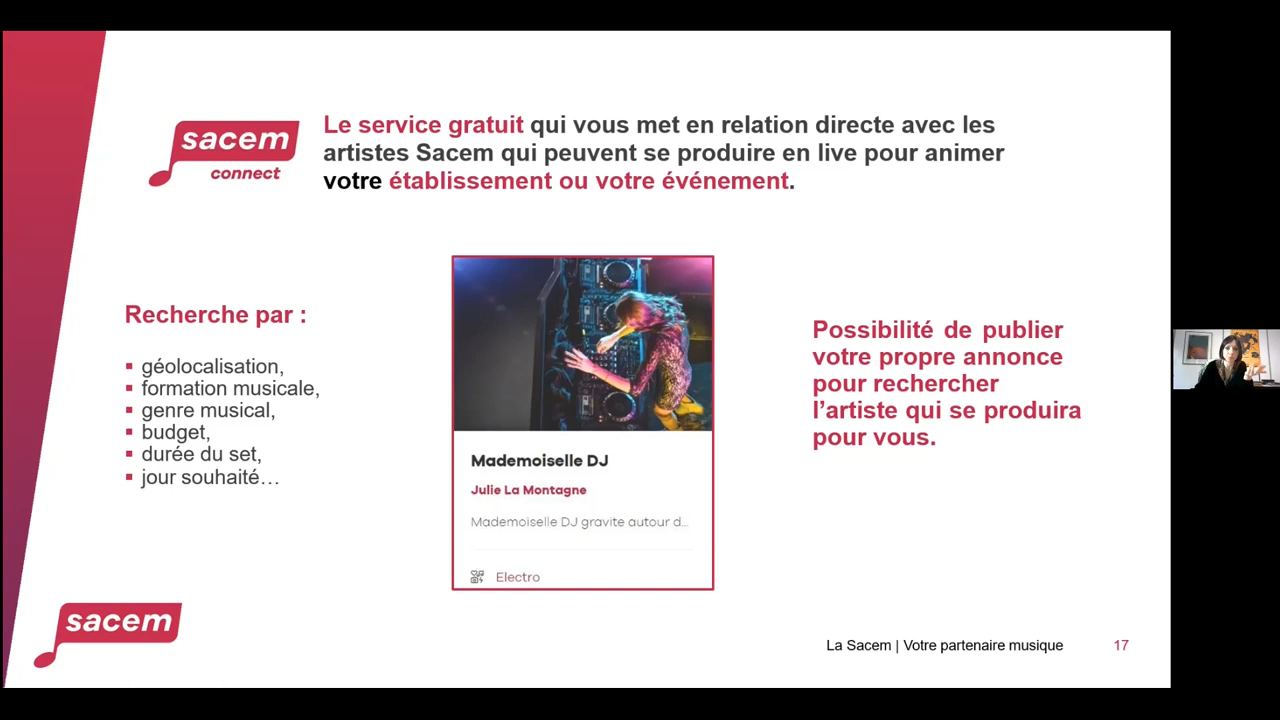 sacem
connect
Le service gratuit qui vous met en relation directe avec les
artistes Sacem qui peuvent se produire en live pour animer
votre établissement ou votre événement.
Recherche par :
▪ géolocalisation,
▪ formation musicale,
▪ genre musical,
▪ budget,
▪ durée du set,
▪ jour souhaité…
Mademoiselle DJ
Julie La Montagne
Mademoiselle DJ gravite autour d...
Electro
Possibilité de publier
votre propre annonce
pour rechercher
l’artiste qui se produira
pour vous.
sacem
La Sacem | Votre partenaire musique
17